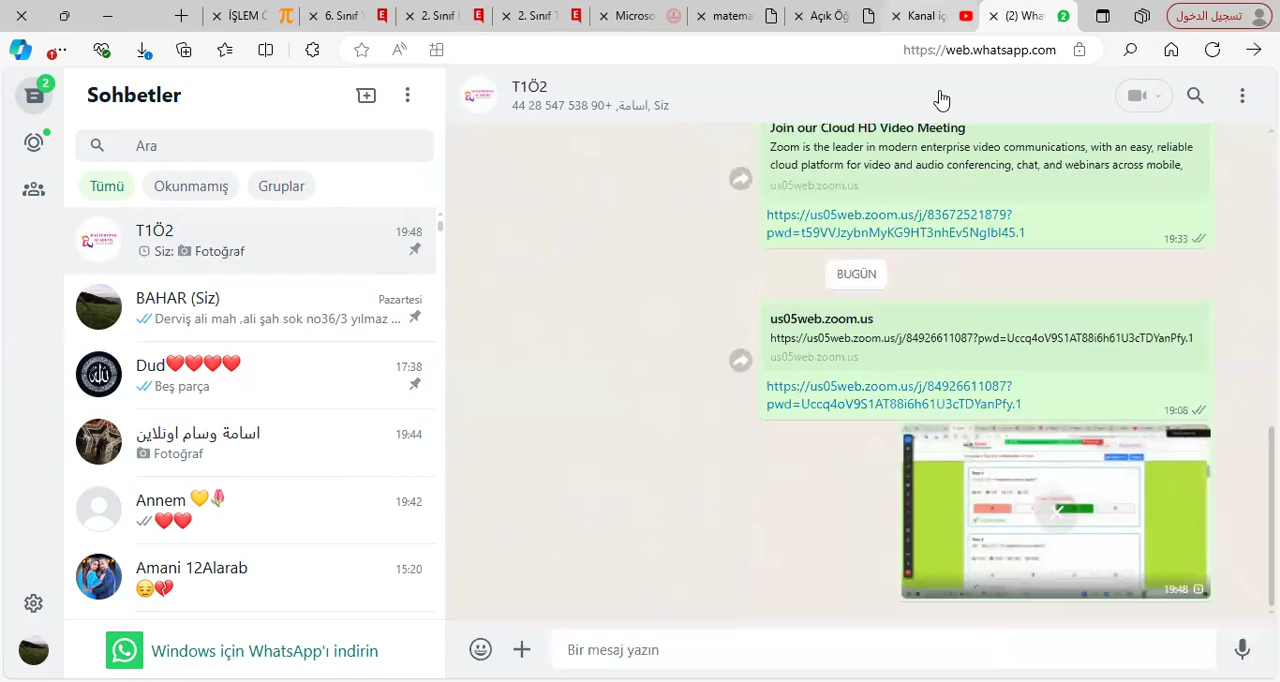 İŞLEM Ö
6. Sınıf
2. Sınıf
2. Sınıf
Microso
matema
Açık Öğ
Kanal iç
(2) Wha
2
تسجيل الدخول
https://web.whatsapp.com
2
Sohbetler
Ara
Tümü
Okunmamış
Gruplar
T1Ö2
19:48
Siz: Fotoğraf
BAHAR (Siz)
Pazartesi
Derviş ali mah ,ali şah sok no36/3 yılmaz ...
Dud❤️❤️❤️❤️
17:38
Beş parça
اسامة وسام اونلاين
19:44
Fotoğraf
Annem 💛🌷
19:42
❤️❤️
Amani 12Alarab
15:20
😔💔
Windows için WhatsApp'ı indirin
T1Ö2
44 28 547 538 90+ ,اسامة, Siz
Join our Cloud HD Video Meeting
Zoom is the leader in modern enterprise video communications, with an easy, reliable
cloud platform for video and audio conferencing, chat, and webinars across mobile,
us05web.zoom.us
https://us05web.zoom.us/j/83672521879?
pwd=t59VVJzybnMyKG9HT3nhEv5NgIbI45.1
19:33
BUGÜN
us05web.zoom.us
https://us05web.zoom.us/j/84926611087?pwd=Uccq4oV9S1AT88i6h61U3cTDYanPfy.1
us05web.zoom.us
https://us05web.zoom.us/j/84926611087?
pwd=Uccq4oV9S1AT88i6h61U3cTDYanPfy.1
19:08
19:48
Bir mesaj yazın